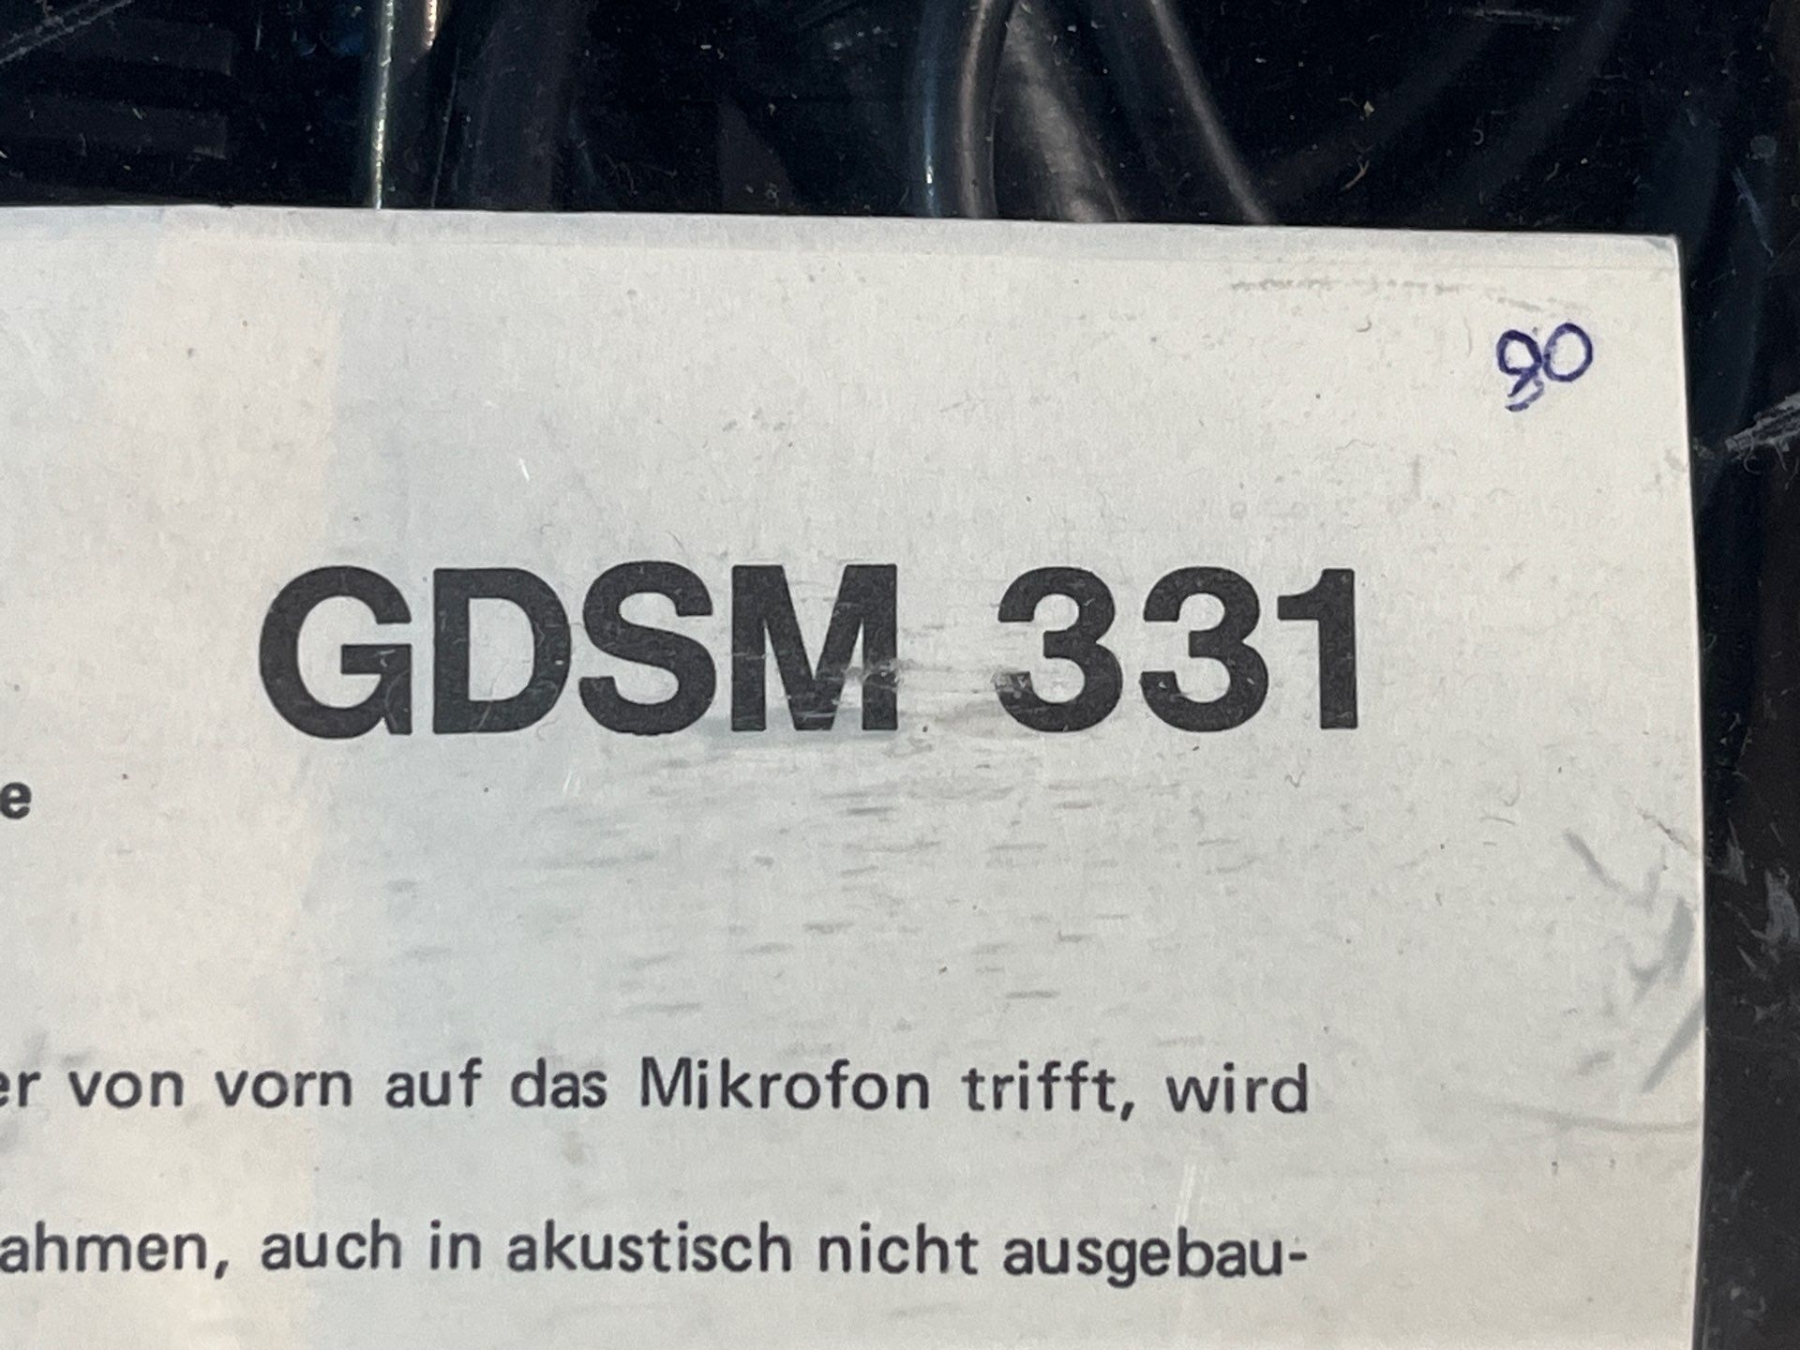 90
GDSM 331
e
er von vorn auf das Mikrofon trifft, wird
ahmen, auch in akustisch nicht ausgebau-